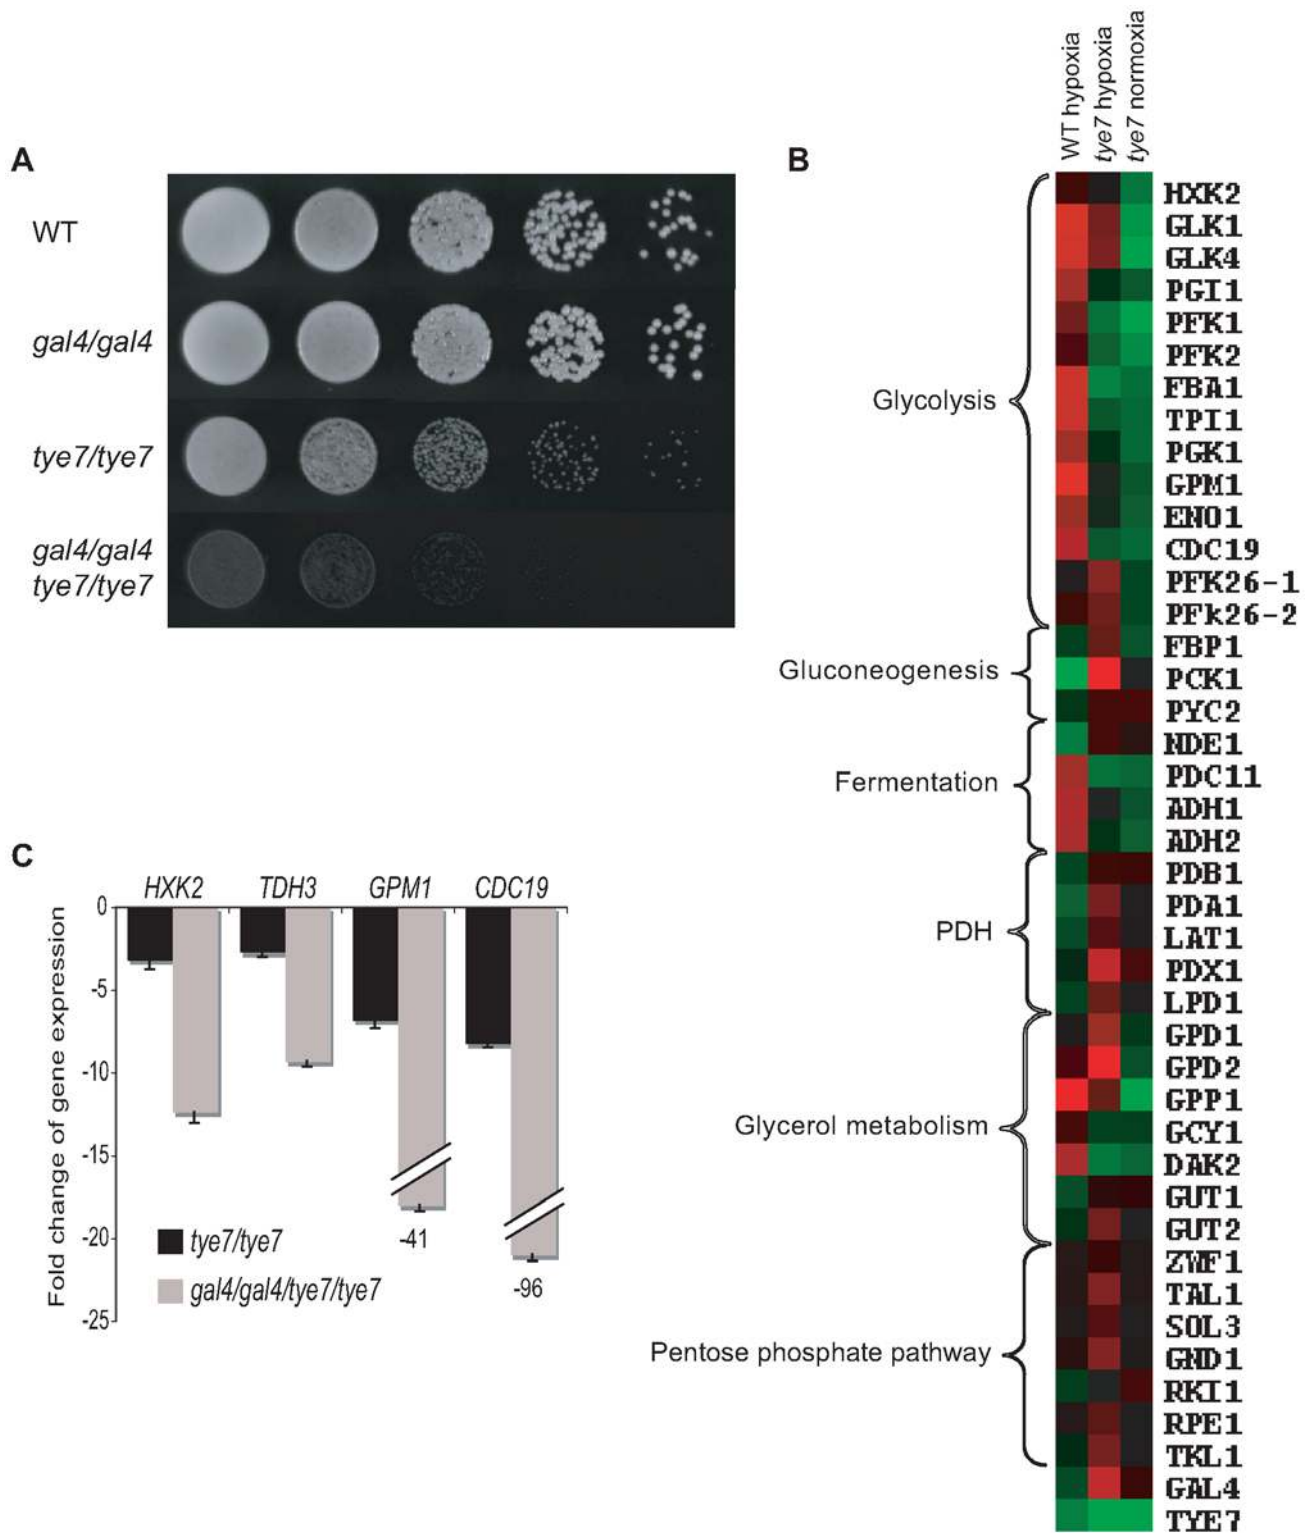 A
WT
gal4/gal4
tye7/tye7
gal4/gal4
tye7/tye7
B
WT hypoxia
tye7 hypoxia
tye7 normoxia
Glycolysis
Gluconeogenesis
Fermentation
PDH
Glycerol metabolism
Pentose phosphate pathway
HXK2
GLK1
GLK4
PGI1
PFK1
PFK2
FBA1
TPI1
PGK1
GPM1
ENO1
CDC19
PFK26-1
PFk26-2
FBP1
PCK1
PYC2
NDE1
PDC11
ADH1
ADH2
PDB1
PDA1
LAT1
PDX1
LPD1
GPD1
GPD2
GPP1
GCY1
DAK2
GUT1
GUT2
ZWF1
TAL1
SOL3
GND1
RKI1
RPE1
TKL1
GAL4
TYE7
C
HXK2 TDH3 GPM1 CDC19
Fold change of gene expression
0
-5
-10
-15
-20
-25
-41
-96
tye7/tye7
gal4/gal4/tye7/tye7